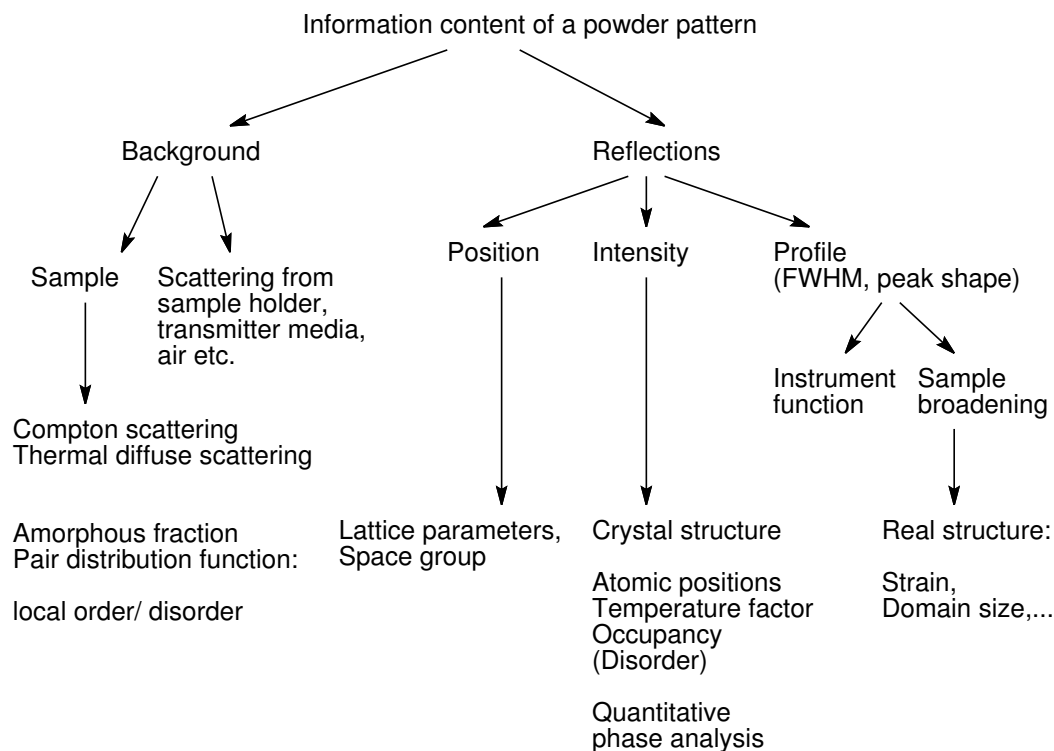 Information content of a powder pattern
Background
Reflections
Sample
Scattering from
sample holder,
transmitter media,
air etc.
Position
Intensity
Profile
(FWHM, peak shape)
Instrument
function
Sample
broadening
Compton scattering
Thermal diffuse scattering
Amorphous fraction
Pair distribution function:
local order/ disorder
Lattice parameters,
Space group
Crystal structure
Atomic positions
Temperature factor
Occupancy
(Disorder)
Quantitative
phase analysis
Real structure:
Strain,
Domain size,...